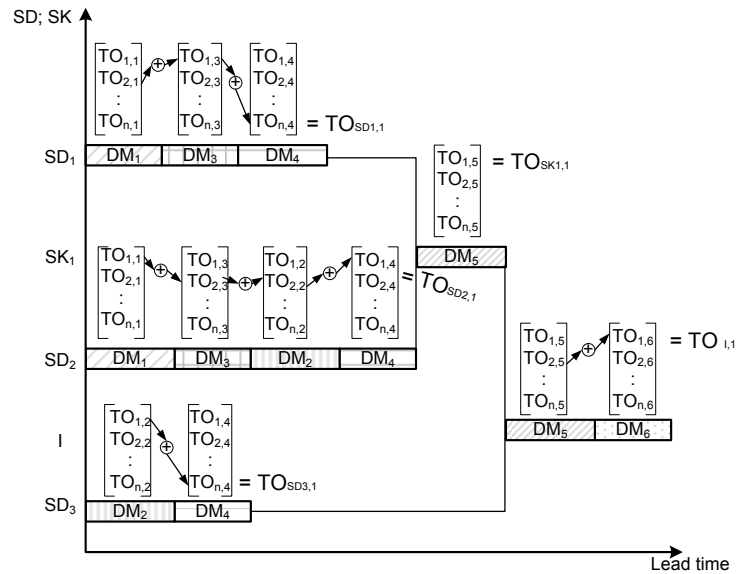 SD; SK
TO1,1 TO1,3 TO1,4
TO2,1 TO2,3 TO2,4
: : :
TOn,1 TOn,3 TOn,4 = TOSD1,1
SD1 DM1 DM3 DM4
TO1,5
TO2,5 = TOSK1,1
:
TOn,5
SK1 DM5
TO1,1 TO1,3 TO1,2 TO1,4
TO2,1 TO2,3 TO2,2 TO2,4 = TOSD2,1
: : : :
TOn,1 TOn,3 TOn,2 TOn,4
SD2 DM1 DM3 DM2 DM4
TO1,5 TO1,6
TO2,5 TO2,6 = TO I,1
: :
TOn,5 TOn,6
I DM5 DM6
TO1,2 TO1,4
TO2,2 TO2,4
: :
TOn,2 TOn,4 = TOSD3,1
SD3 DM2 DM4
Lead time